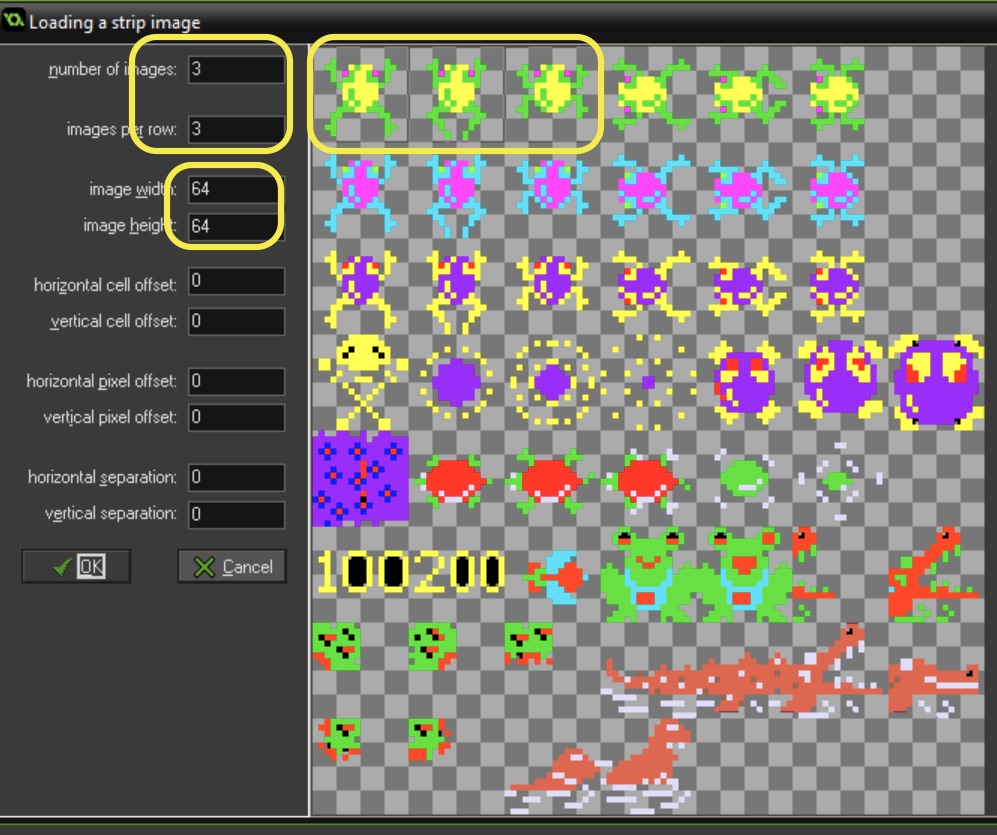 Loading a strip image
number of images: 3
images per row: 3
image width: 64
image height: 64
horizontal cell offset: 0
vertical cell offset: 0
horizontal pixel offset: 0
vertical pixel offset: 0
horizontal separation: 0
vertical separation: 0
OK Cancel
100200